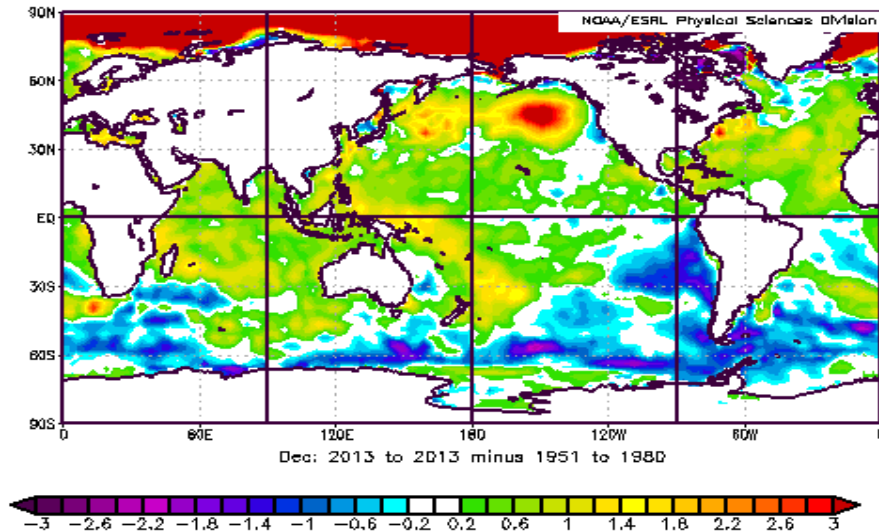 90N
NOAA/ESRL Physical Sciences Division
60N
30N
EQ
30S
60S
90S
0 60E 120E 180 120W 60W 0
Dec: 2013 to 2013 minus 1951 to 1980
-3 -2.6 -2.2 -1.8 -1.4 -1 -0.6 -0.2 0.2 0.6 1 1.4 1.8 2.2 2.6 3